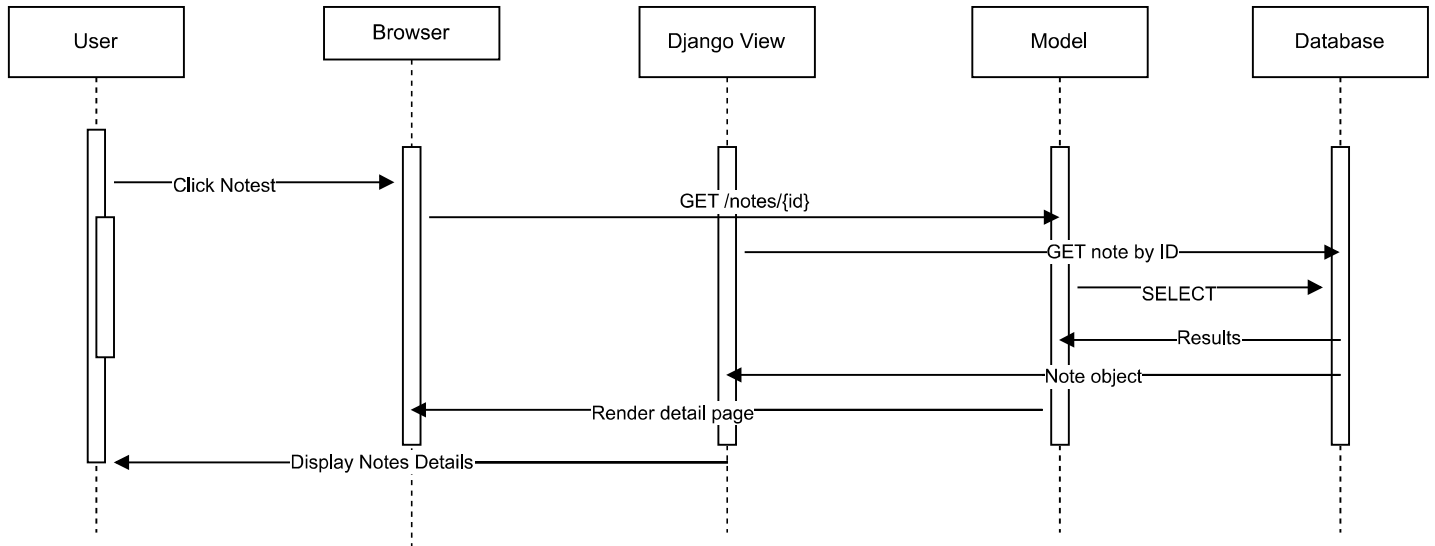 User
Browser
Django View
Model
Database
Click Notest
GET /notes/{id}
GET note by ID
SELECT
Results
Note object
Render detail page
Display Notes Details